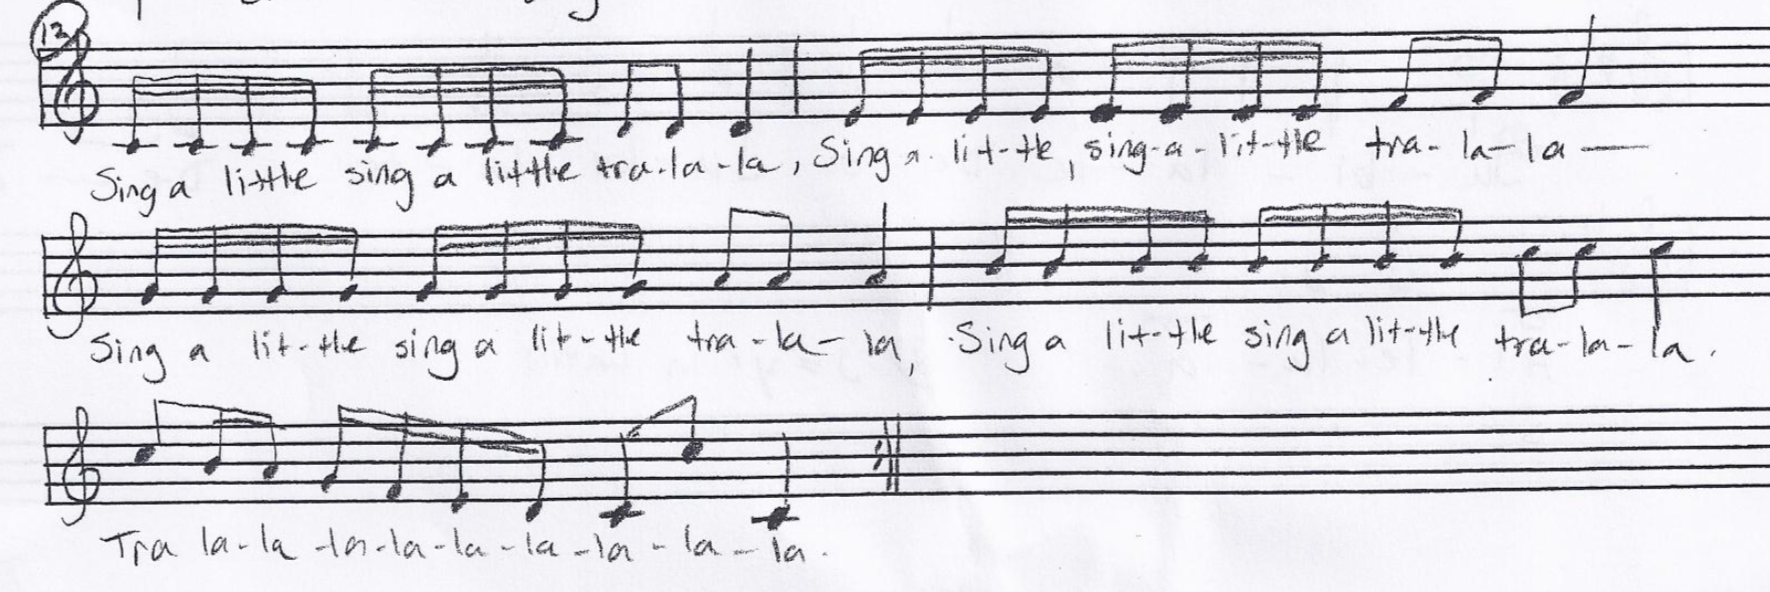 13
Sing a little sing a little tra-la-la, Sing a lit-tle, sing-a-lit-tle tra-la-la —
Sing a lit-tle sing a lit-tle tra-la-la, Sing a lit-tle sing a lit-tle tra-la-la.
Tra la-la-la-la-la-la-la-la-la.